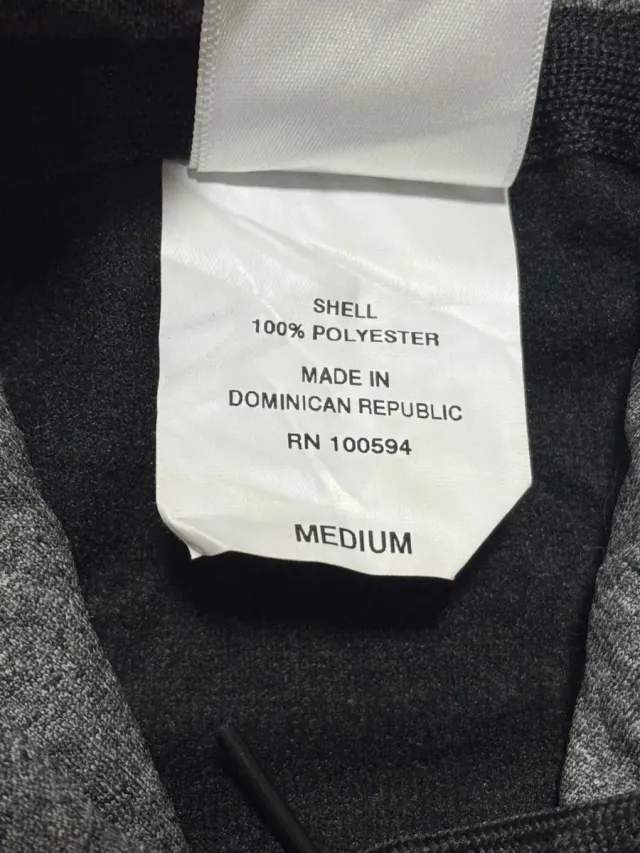 SHELL
100% POLYESTER
MADE IN
DOMINICAN REPUBLIC
RN 100594
MEDIUM